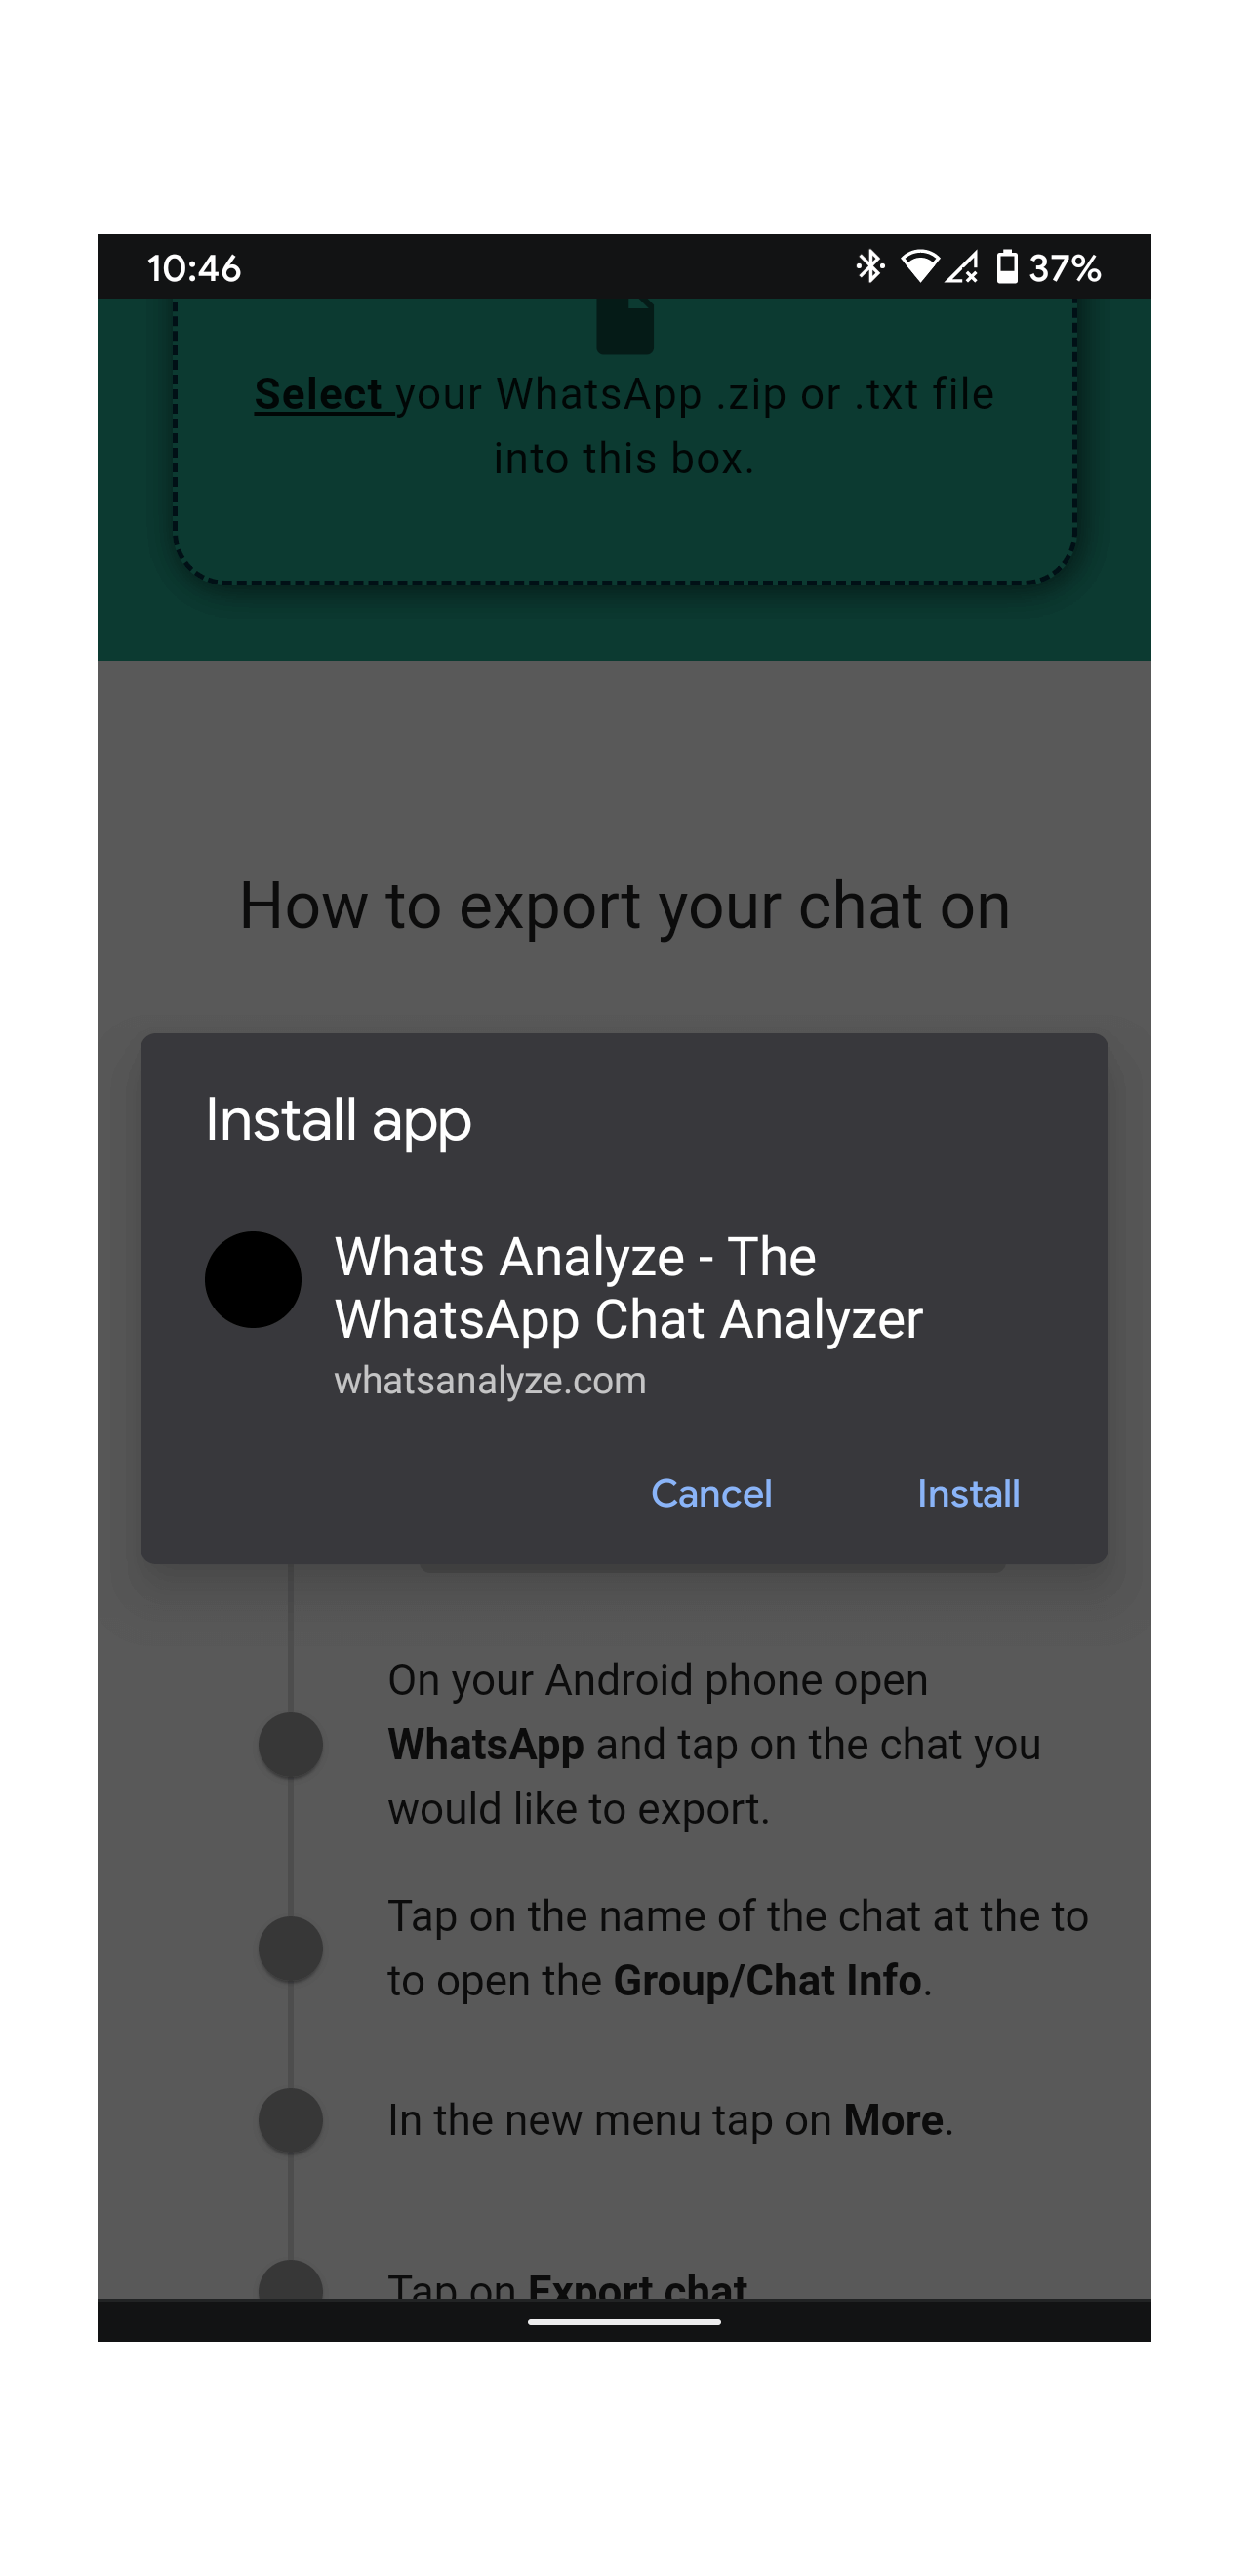 10:46
37%
Select your WhatsApp .zip or .txt file
into this box.
How to export your chat on
Install app
Whats Analyze - The
WhatsApp Chat Analyzer
whatsanalyze.com
Cancel
Install
On your Android phone open
WhatsApp and tap on the chat you
would like to export.
Tap on the name of the chat at the to
to open the Group/Chat Info.
In the new menu tap on More.
Tap on Export chat